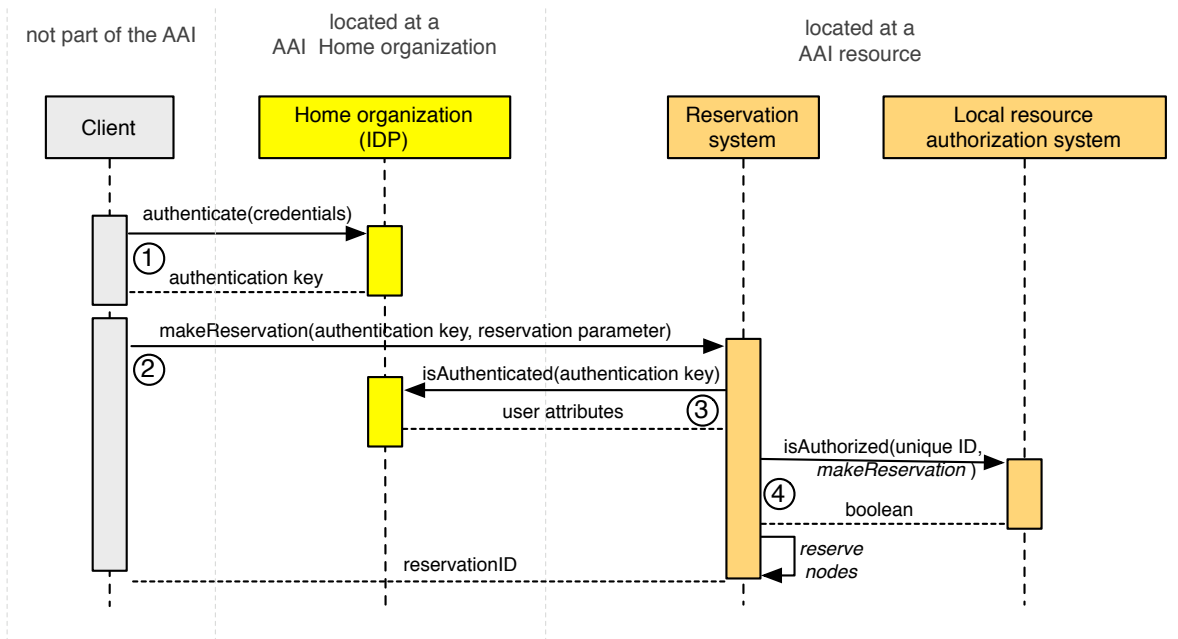 not part of the AAI
located at a
AAI Home organization
located at a
AAI resource
Client
Home organization
(IDP)
Reservation
system
Local resource
authorization system
authenticate(credentials)
1
authentication key
makeReservation(authentication key, reservation parameter)
2
isAuthenticated(authentication key)
3
user attributes
isAuthorized(unique ID,
makeReservation )
4
boolean
reserve
nodes
reservationID